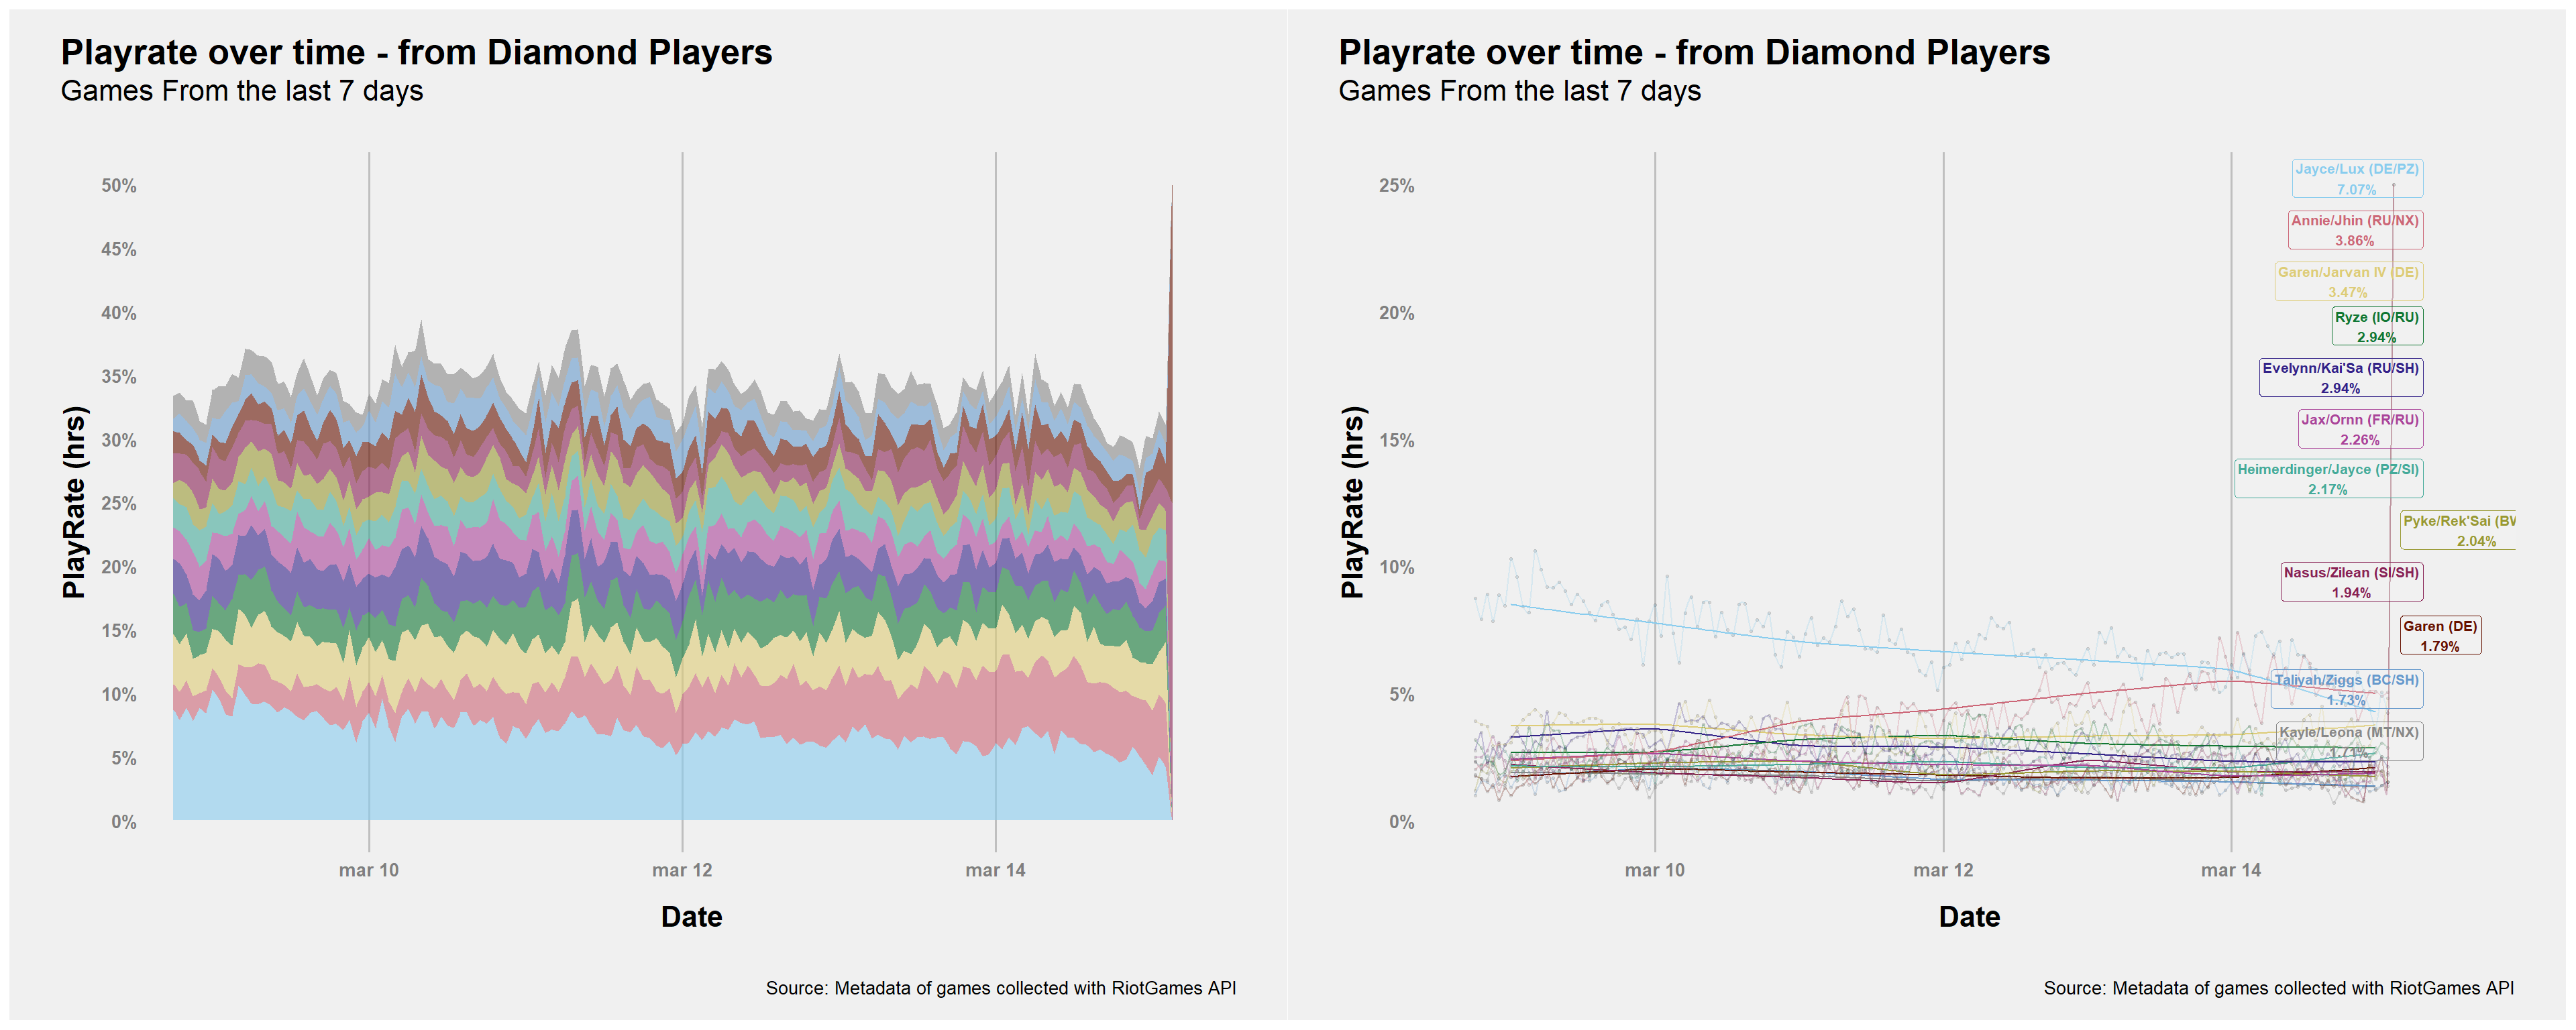 Playrate over time - from Diamond Players
Games From the last 7 days
50%
45%
40%
35%
30%
25%
20%
15%
10%
5%
0%
PlayRate (hrs)
mar 10
mar 12
mar 14
Date
Source: Metadata of games collected with RiotGames API
Playrate over time - from Diamond Players
Games From the last 7 days
25%
20%
15%
10%
5%
0%
PlayRate (hrs)
Jayce/Lux (DE/PZ)
7.07%
Annie/Jhin (RU/NX)
3.86%
Garen/Jarvan IV (DE)
3.47%
Ryze (IO/RU)
2.94%
Evelynn/Kai'Sa (RU/SH)
2.94%
Jax/Ornn (FR/RU)
2.26%
Heimerdinger/Jayce (PZ/SI)
2.17%
Pyke/Rek'Sai (BW
2.04%
Nasus/Zilean (SI/SH)
1.94%
Garen (DE)
1.79%
Taliyah/Ziggs (BC/SH)
1.73%
Kayle/Leona (MT/NX)
1.71%
mar 10
mar 12
mar 14
Date
Source: Metadata of games collected with RiotGames API